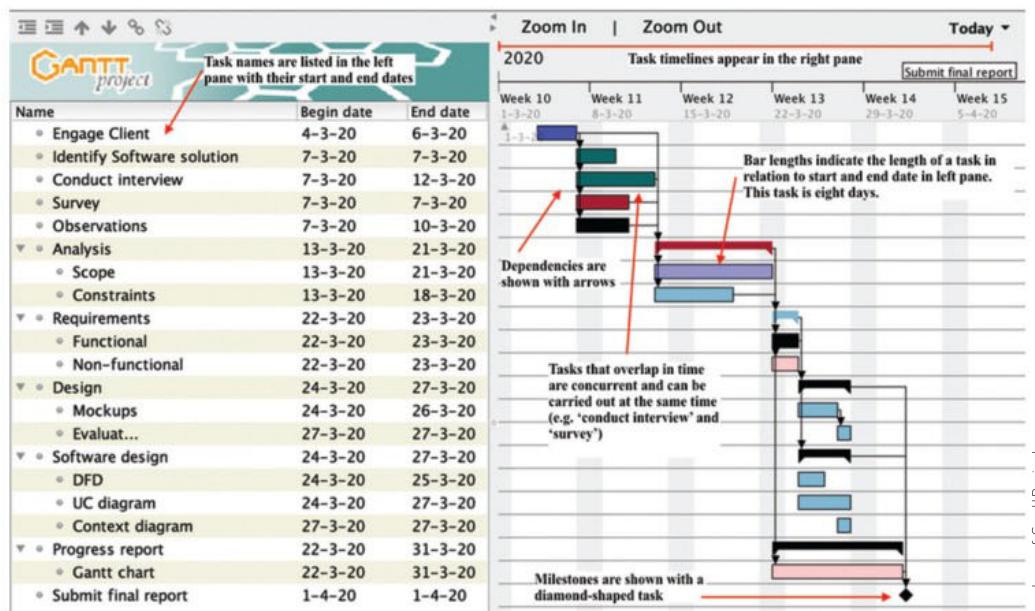 Zoom In | Zoom Out Today
GANTT project
Task names are listed in the left
pane with their start and end dates
2020
Task timelines appear in the right pane
Submit final report
Name Begin date End date
Week 10 Week 11 Week 12 Week 13 Week 14 Week 15
1-3-20 8-3-20 15-3-20 22-3-20 29-3-20 5-4-20
Engage Client 4-3-20 6-3-20
Identify Software solution 7-3-20 7-3-20
Conduct interview 7-3-20 12-3-20
Survey 7-3-20 7-3-20
Observations 7-3-20 10-3-20
Analysis 13-3-20 21-3-20
Scope 13-3-20 21-3-20
Constraints 13-3-20 18-3-20
Requirements 22-3-20 23-3-20
Functional 22-3-20 23-3-20
Non-functional 22-3-20 23-3-20
Design 24-3-20 27-3-20
Mockups 24-3-20 26-3-20
Evaluat... 27-3-20 27-3-20
Software design 24-3-20 27-3-20
DFD 24-3-20 25-3-20
UC diagram 24-3-20 27-3-20
Context diagram 27-3-20 27-3-20
Progress report 22-3-20 31-3-20
Gantt chart 22-3-20 31-3-20
Submit final report 1-4-20 1-4-20
Bar lengths indicate the length of a task in
relation to start and end date in left pane.
This task is eight days.
Dependencies are
shown with arrows
Tasks that overlap in time
are concurrent and can be
carried out at the same time
(e.g. ‘conduct interview’ and
‘survey’)
Milestones are shown with a
diamond-shaped task